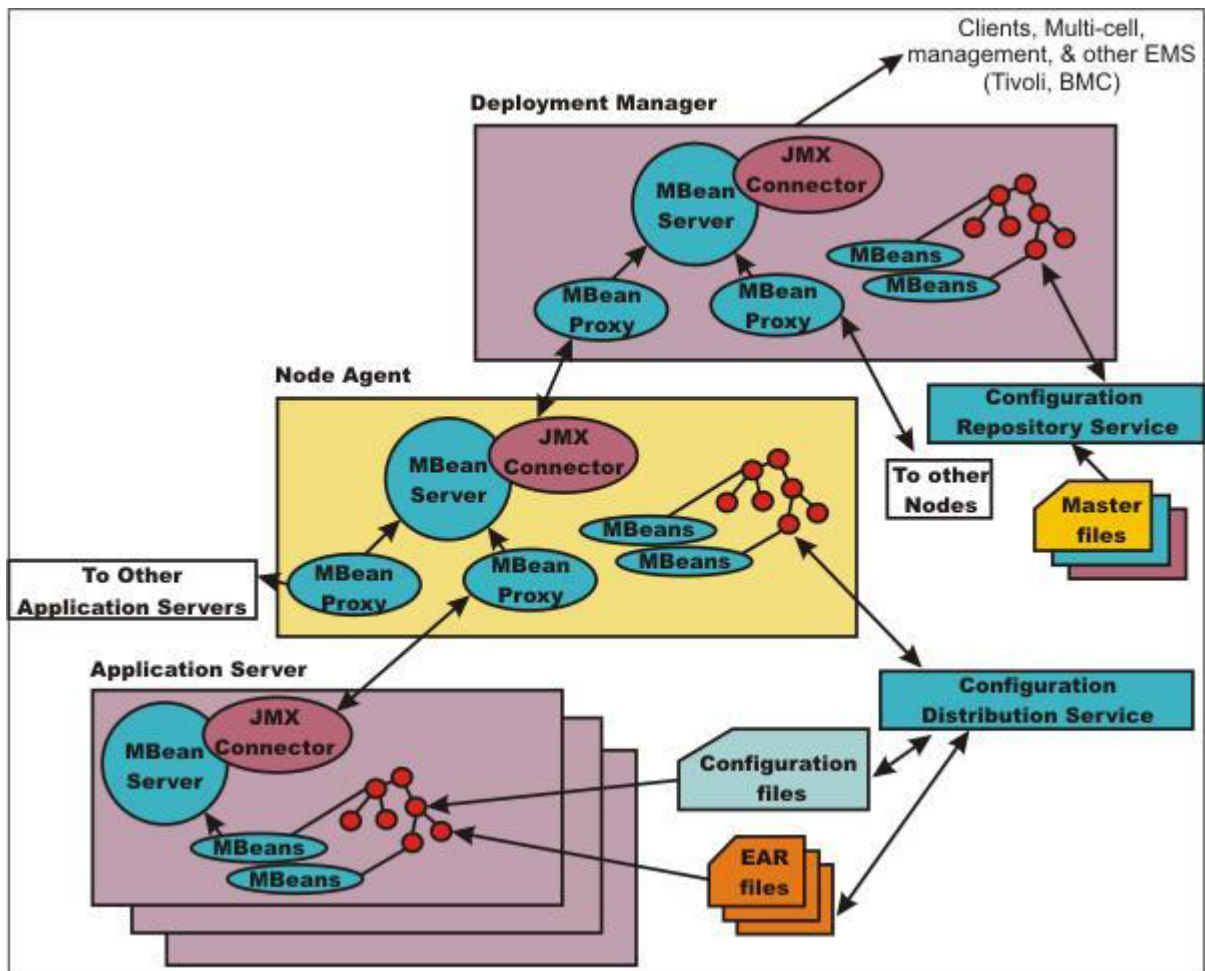 Clients, Multi-cell,
management, & other EMS
(Tivoli, BMC)
Deployment Manager
JMX
Connector
MBean
Server
MBeans
MBeans
MBean
Proxy
MBean
Proxy
Node Agent
Configuration
Repository Service
JMX
Connector
MBean
Server
To other
Nodes
Master
files
MBeans
MBeans
To Other
Application Servers
MBean
Proxy
MBean
Proxy
Application Server
Configuration
Distribution Service
JMX
Connector
MBean
Server
Configuration
files
MBeans
MBeans
EAR
files